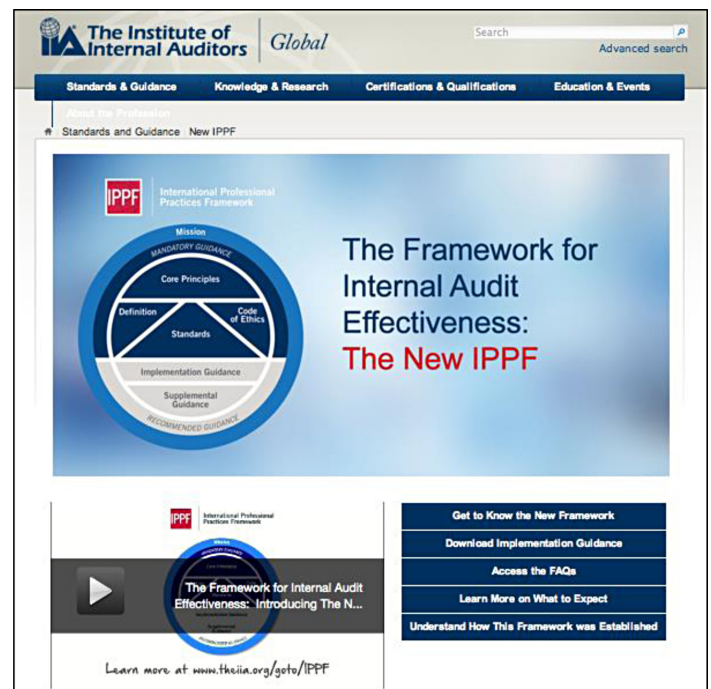 The Institute of
Internal Auditors
Global
Search
Advanced search
Standards & Guidance Knowledge & Research Certifications & Qualifications Education & Events
About the Profession
Standards and Guidance New IPPF
IPPF
International Professional
Practices Framework
Mission
MANDATORY GUIDANCE
Core Principles
Definition
Code
of Ethics
Standards
Implementation Guidance
Supplemental
Guidance
RECOMMENDED GUIDANCE
The Framework for
Internal Audit
Effectiveness:
The New IPPF
IPPF
International Professional
Practices Framework
Mission
The Framework for Internal Audit
Effectiveness: Introducing The N...
Learn more at www.theiia.org/goto/IPPF
Get to Know the New Framework
Download Implementation Guidance
Access the FAQs
Learn More on What to Expect
Understand How This Framework was Established